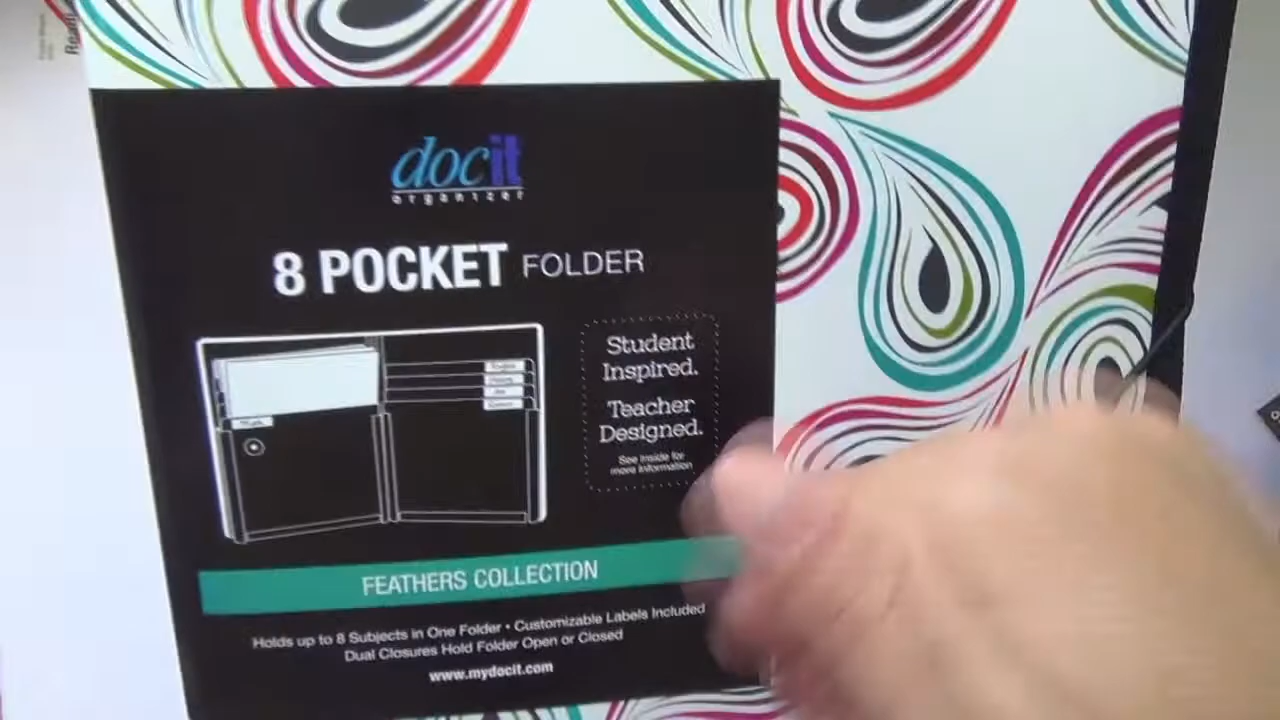 docit
organizer
8 POCKET FOLDER
Student
Inspired.
Teacher
Designed.
See inside for
more information
FEATHERS COLLECTION
Holds up to 8 Subjects in One Folder • Customizable Labels Included
Dual Closures Hold Folder Open or Closed
www.mydocit.com